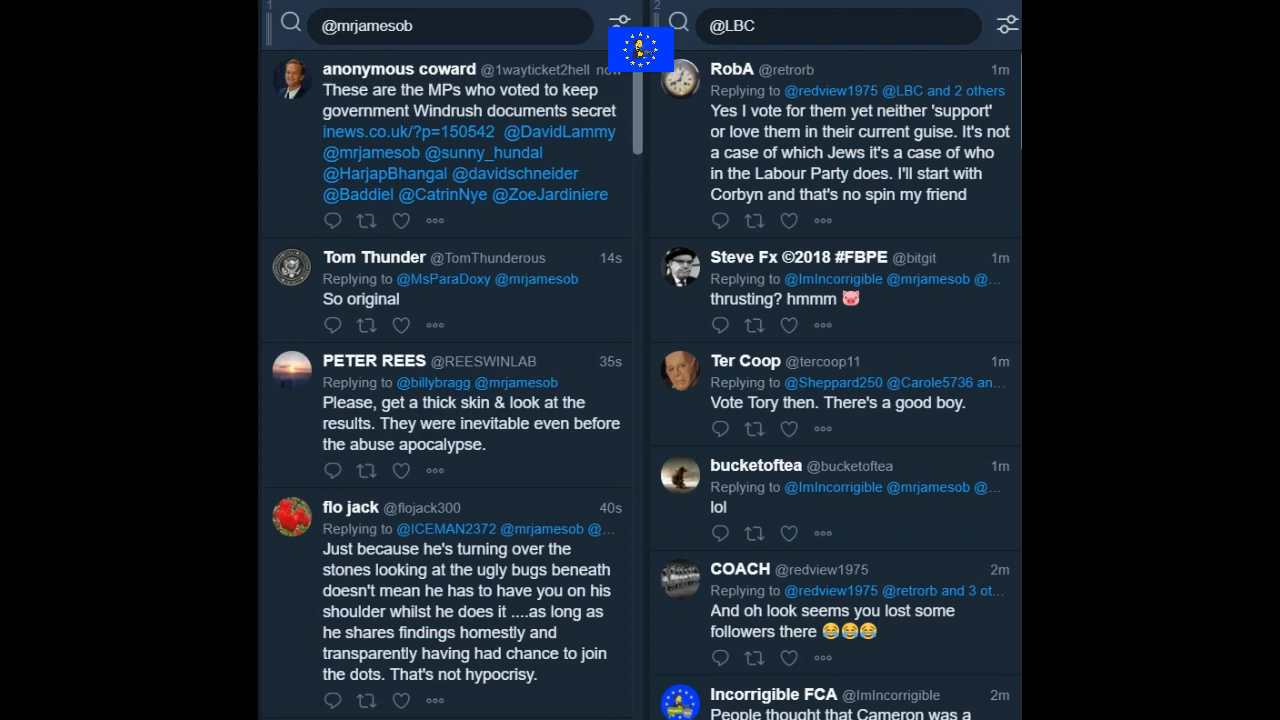 1
@mrjamesob
anonymous coward @1wayticket2hell now
These are the MPs who voted to keep
government Windrush documents secret
inews.co.uk/?p=150542 @DavidLammy
@mrjamesob @sunny_hundal
@HarjapBhangal @davidschneider
@Baddiel @CatrinNye @ZoeJardiniere
Tom Thunder @TomThunderous 14s
Replying to @MsParaDoxy @mrjamesob
So original
PETER REES @REESWINLAB 35s
Replying to @billybragg @mrjamesob
Please, get a thick skin & look at the
results. They were inevitable even before
the abuse apocalypse.
flo jack @flojack300 40s
Replying to @ICEMAN2372 @mrjamesob @...
Just because he's turning over the
stones looking at the ugly bugs beneath
doesn't mean he has to have you on his
shoulder whilst he does it ....as long as
he shares findings homestly and
transparently having had chance to join
the dots. That's not hypocrisy.
2
@LBC
RobA @retrorb 1m
Replying to @redview1975 @LBC and 2 others
Yes I vote for them yet neither 'support'
or love them in their current guise. It's not
a case of which Jews it's a case of who
in the Labour Party does. I'll start with
Corbyn and that's no spin my friend
Steve Fx ©2018 #FBPE @bitgit 1m
Replying to @ImIncorrigible @mrjamesob @...
thrusting? hmmm 🐷
Ter Coop @tercoop11 1m
Replying to @Sheppard250 @Carole5736 an...
Vote Tory then. There's a good boy.
bucketoftea @bucketoftea 1m
Replying to @ImIncorrigible @mrjamesob @...
lol
COACH @redview1975 2m
Replying to @redview1975 @retrorb and 3 ot...
And oh look seems you lost some
followers there 😂😂😂
Incorrigible FCA @ImIncorrigible 2m
People thought that Cameron was a